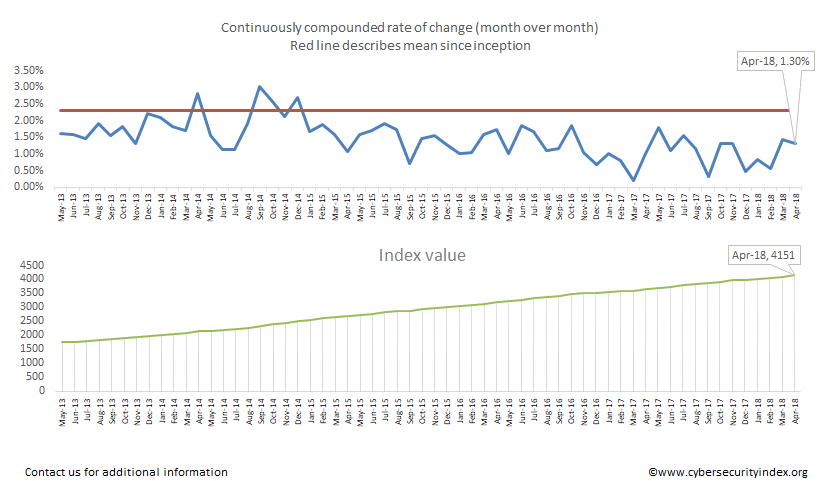 Continuously compounded rate of change (month over month)
Red line describes mean since inception
Apr-18, 1.30%
3.50%
3.00%
2.50%
2.00%
1.50%
1.00%
0.50%
0.00%
May-13 Jun-13 Jul-13 Aug-13 Sep-13 Oct-13 Nov-13 Dec-13 Jan-14 Feb-14 Mar-14 Apr-14 May-14 Jun-14 Jul-14 Aug-14 Sep-14 Oct-14 Nov-14 Dec-14 Jan-15 Feb-15 Mar-15 Apr-15 May-15 Jun-15 Jul-15 Aug-15 Sep-15 Oct-15 Nov-15 Dec-15 Jan-16 Feb-16 Mar-16 Apr-16 May-16 Jun-16 Jul-16 Aug-16 Sep-16 Oct-16 Nov-16 Dec-16 Jan-17 Feb-17 Mar-17 Apr-17 May-17 Jun-17 Jul-17 Aug-17 Sep-17 Oct-17 Nov-17 Dec-17 Jan-18 Feb-18 Mar-18 Apr-18
Index value
Apr-18, 4151
4500
4000
3500
3000
2500
2000
1500
1000
500
0
May-13 Jun-13 Jul-13 Aug-13 Sep-13 Oct-13 Nov-13 Dec-13 Jan-14 Feb-14 Mar-14 Apr-14 May-14 Jun-14 Jul-14 Aug-14 Sep-14 Oct-14 Nov-14 Dec-14 Jan-15 Feb-15 Mar-15 Apr-15 May-15 Jun-15 Jul-15 Aug-15 Sep-15 Oct-15 Nov-15 Dec-15 Jan-16 Feb-16 Mar-16 Apr-16 May-16 Jun-16 Jul-16 Aug-16 Sep-16 Oct-16 Nov-16 Dec-16 Jan-17 Feb-17 Mar-17 Apr-17 May-17 Jun-17 Jul-17 Aug-17 Sep-17 Oct-17 Nov-17 Dec-17 Jan-18 Feb-18 Mar-18 Apr-18
Contact us for additional information
©www.cybersecurityindex.org